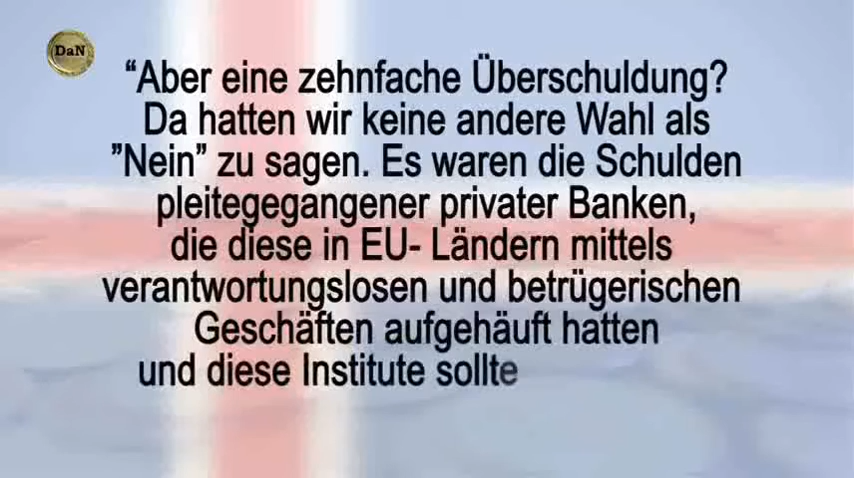 DaN
“Aber eine zehnfache Überschuldung?
Da hatten wir keine andere Wahl als
”Nein” zu sagen. Es waren die Schulden
pleitegegangener privater Banken,
die diese in EU- Ländern mittels
verantwortungslosen und betrügerischen
Geschäften aufgehäuft hatten
und diese Institute sollte